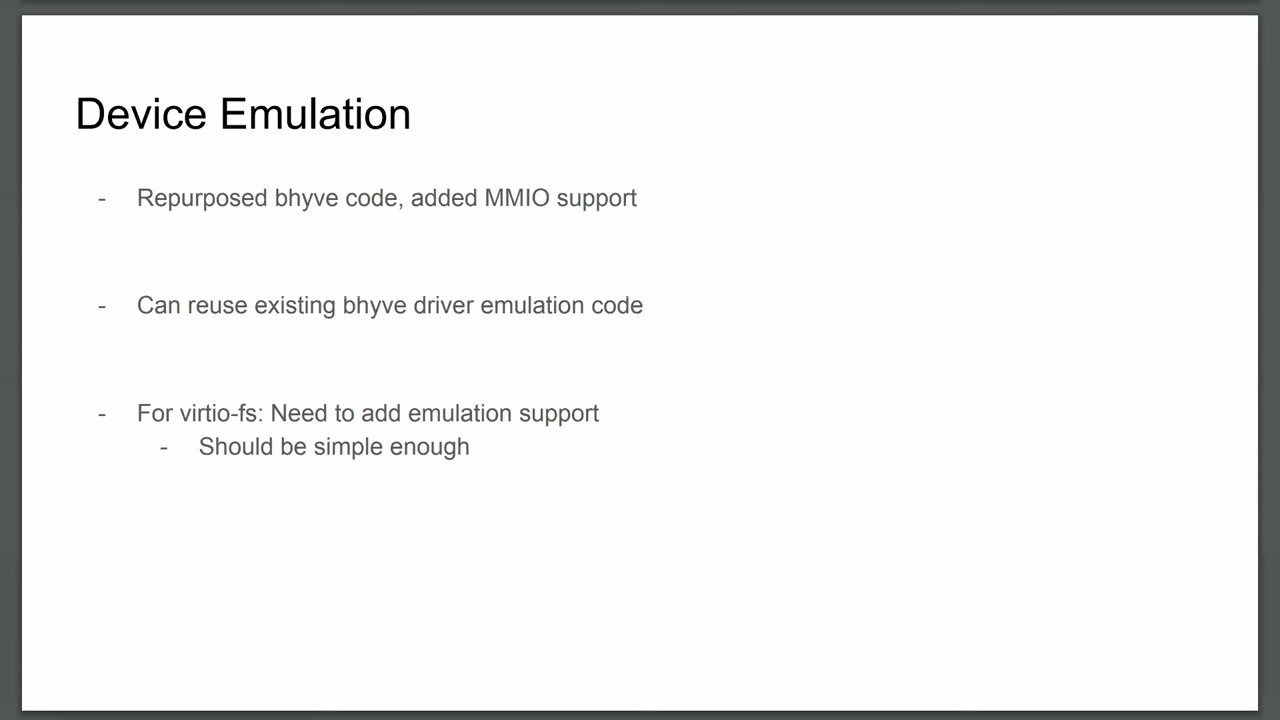 Device Emulation
- Repurposed bhyve code, added MMIO support
- Can reuse existing bhyve driver emulation code
- For virtio-fs: Need to add emulation support
- Should be simple enough